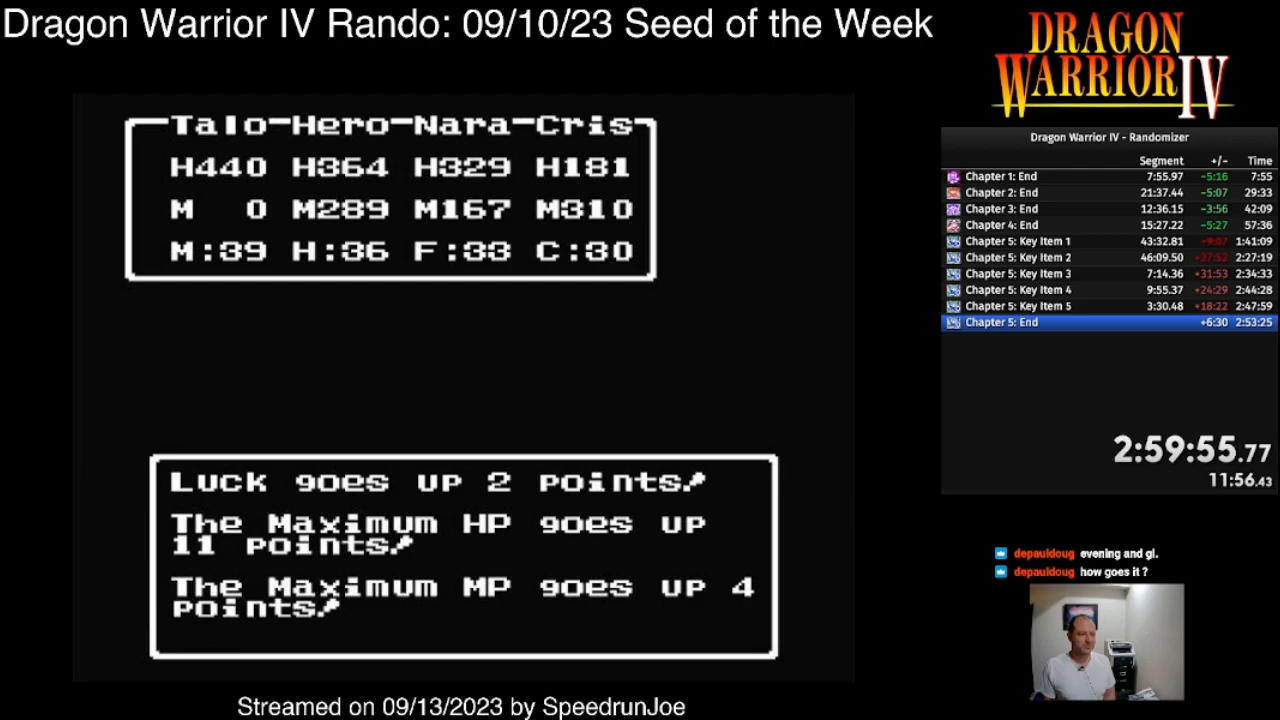 Dragon Warrior IV Rando: 09/10/23 Seed of the Week
DRAGON
WARRIOR IV
Talo Hero Nara Cris
H440 H364 H329 H181
M 0 M289 M167 M310
M:39 H:36 F:33 C:30
Luck goes up 2 points!
The Maximum HP goes up
11 points!
The Maximum MP goes up 4
points!
Dragon Warrior IV - Randomizer
Segment +/- Time
Chapter 1: End 7:55.97 -5:16 7:55
Chapter 2: End 21:37.44 -5:07 29:33
Chapter 3: End 12:36.15 -3:56 42:09
Chapter 4: End 15:27.22 -5:27 57:36
Chapter 5: Key Item 1 43:32.81 +9:07 1:41:09
Chapter 5: Key Item 2 46:09.50 +37:52 2:27:19
Chapter 5: Key Item 3 7:14.36 +31:53 2:34:33
Chapter 5: Key Item 4 9:55.37 +24:29 2:44:28
Chapter 5: Key Item 5 3:30.48 +18:22 2:47:59
Chapter 5: End +6:30 2:53:25
2:59:55.77
11:56.43
depauldoug evening and gl.
depauldoug how goes it ?
Streamed on 09/13/2023 by SpeedrunJoe